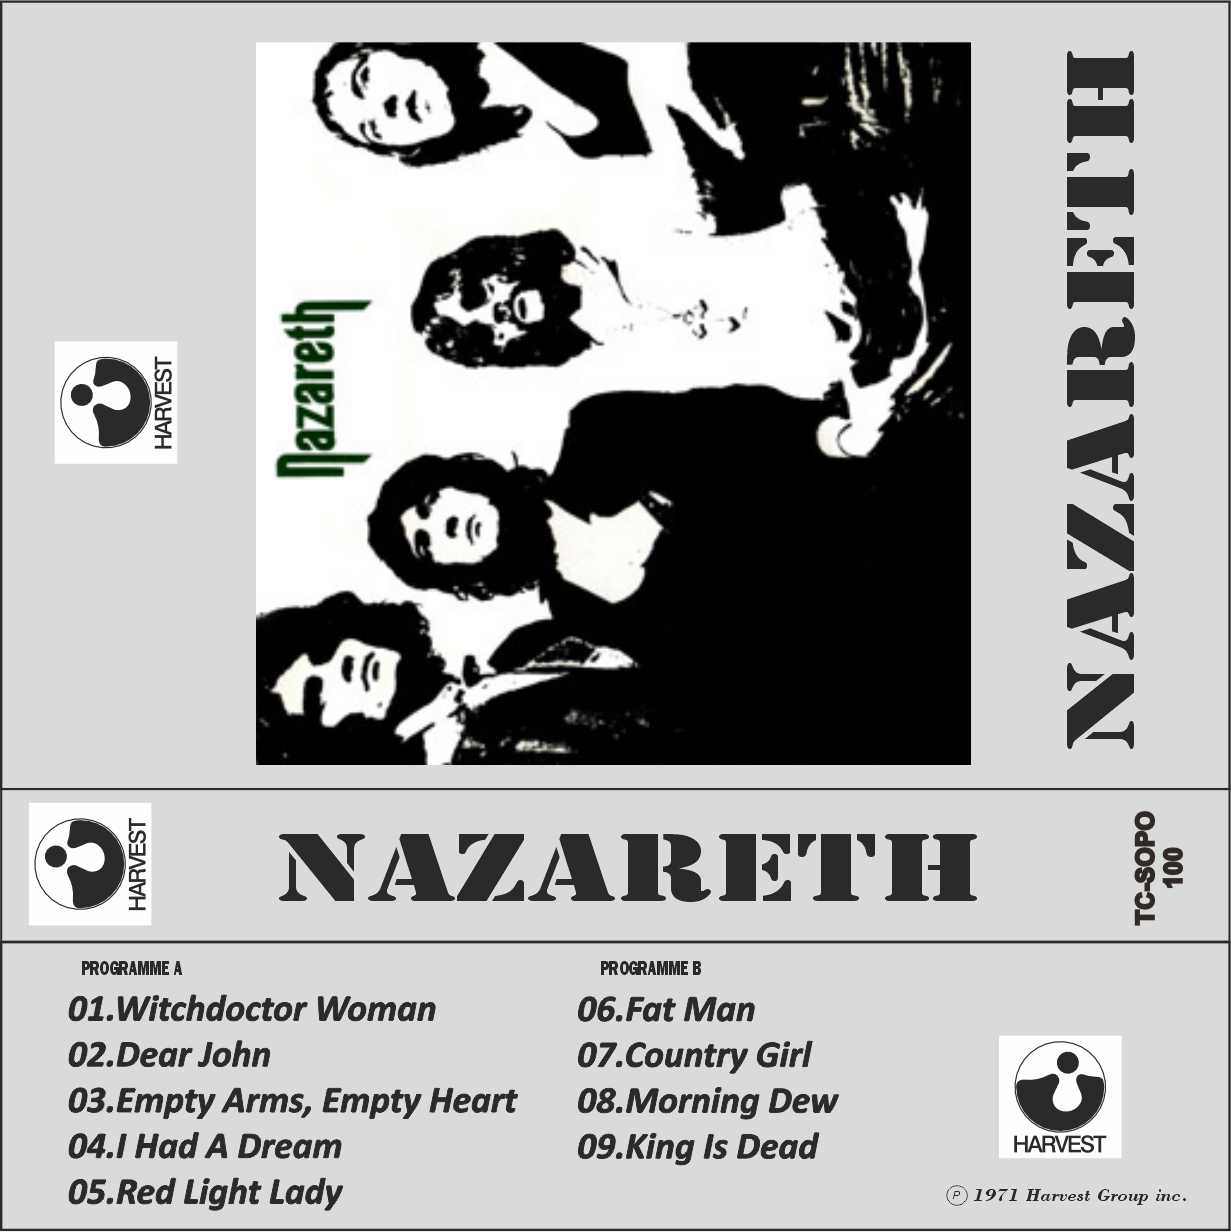 HARVEST
Nazareth
NAZARETH
HARVEST
NAZARETH
TC-SOPO
100
PROGRAMME A
01.Witchdoctor Woman
02.Dear John
03.Empty Arms, Empty Heart
04.I Had A Dream
05.Red Light Lady
PROGRAMME B
06.Fat Man
07.Country Girl
08.Morning Dew
09.King Is Dead
HARVEST
Ⓟ 1971 Harvest Group inc.